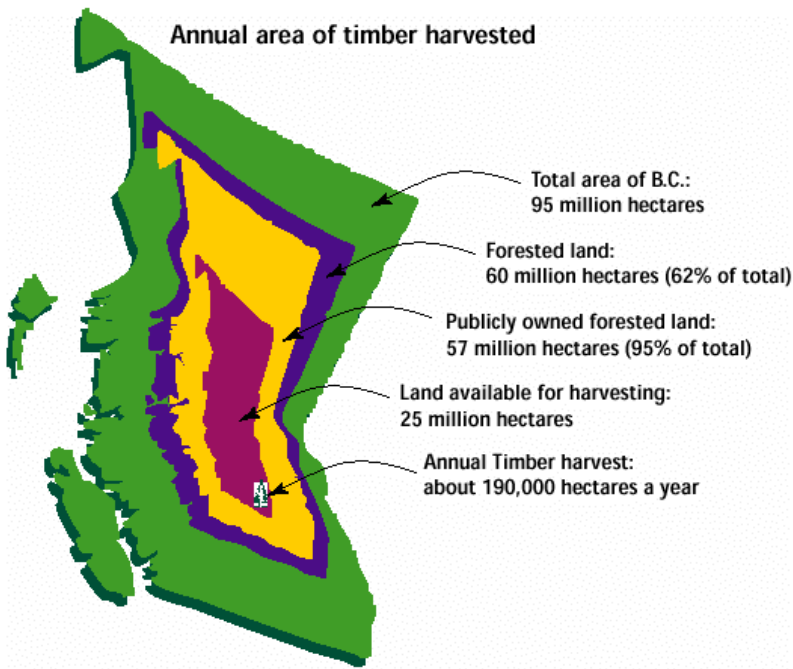 Annual area of timber harvested
Total area of B.C.:
95 million hectares
Forested land:
60 million hectares (62% of total)
Publicly owned forested land:
57 million hectares (95% of total)
Land available for harvesting:
25 million hectares
Annual Timber harvest:
about 190,000 hectares a year